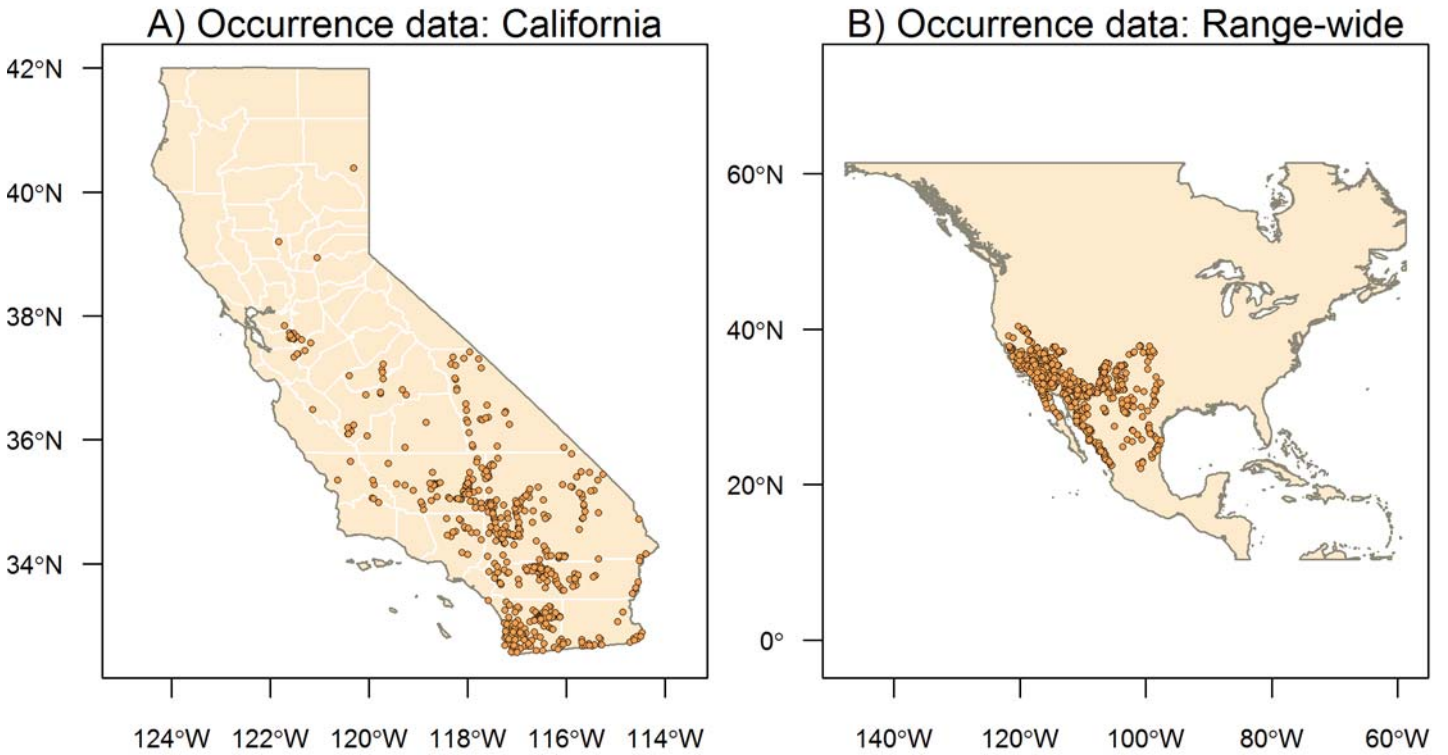 A) Occurrence data: California
42°N
40°N
38°N
36°N
34°N
124°W 122°W 120°W 118°W 116°W 114°W
B) Occurrence data: Range-wide
60°N
40°N
20°N
0°
140°W 120°W 100°W 80°W 60°W